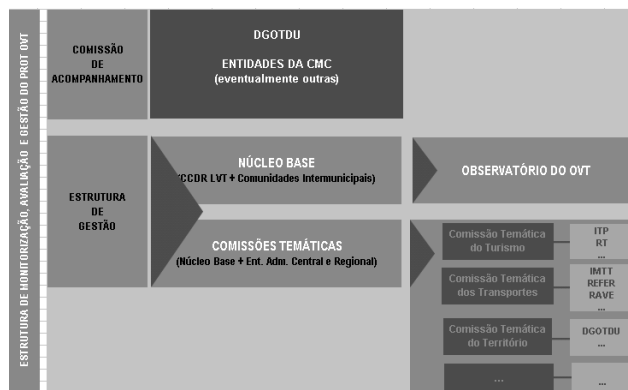 ESTRUTURA DE MONITORIZAÇÃO, AVALIAÇÃO E GESTÃO DO PROT OVT
COMISSÃO
DE
ACOMPANHAMENTO
DGOTDU
ENTIDADES DA CMC
(eventualmente outras)
ESTRUTURA
DE
GESTÃO
NÚCLEO BASE
(CCDR LVT + Comunidades Intermunicipais)
COMISSÕES TEMÁTICAS
(Núcleo Base + Ent. Adm. Central e Regional)
OBSERVATÓRIO DO OVT
Comissão Temática
do Turismo
ITP
RT
...
Comissão Temática
dos Transportes
IMTT
REFER
RAVE
...
Comissão Temática
do Território
DGOTDU
...
...
...